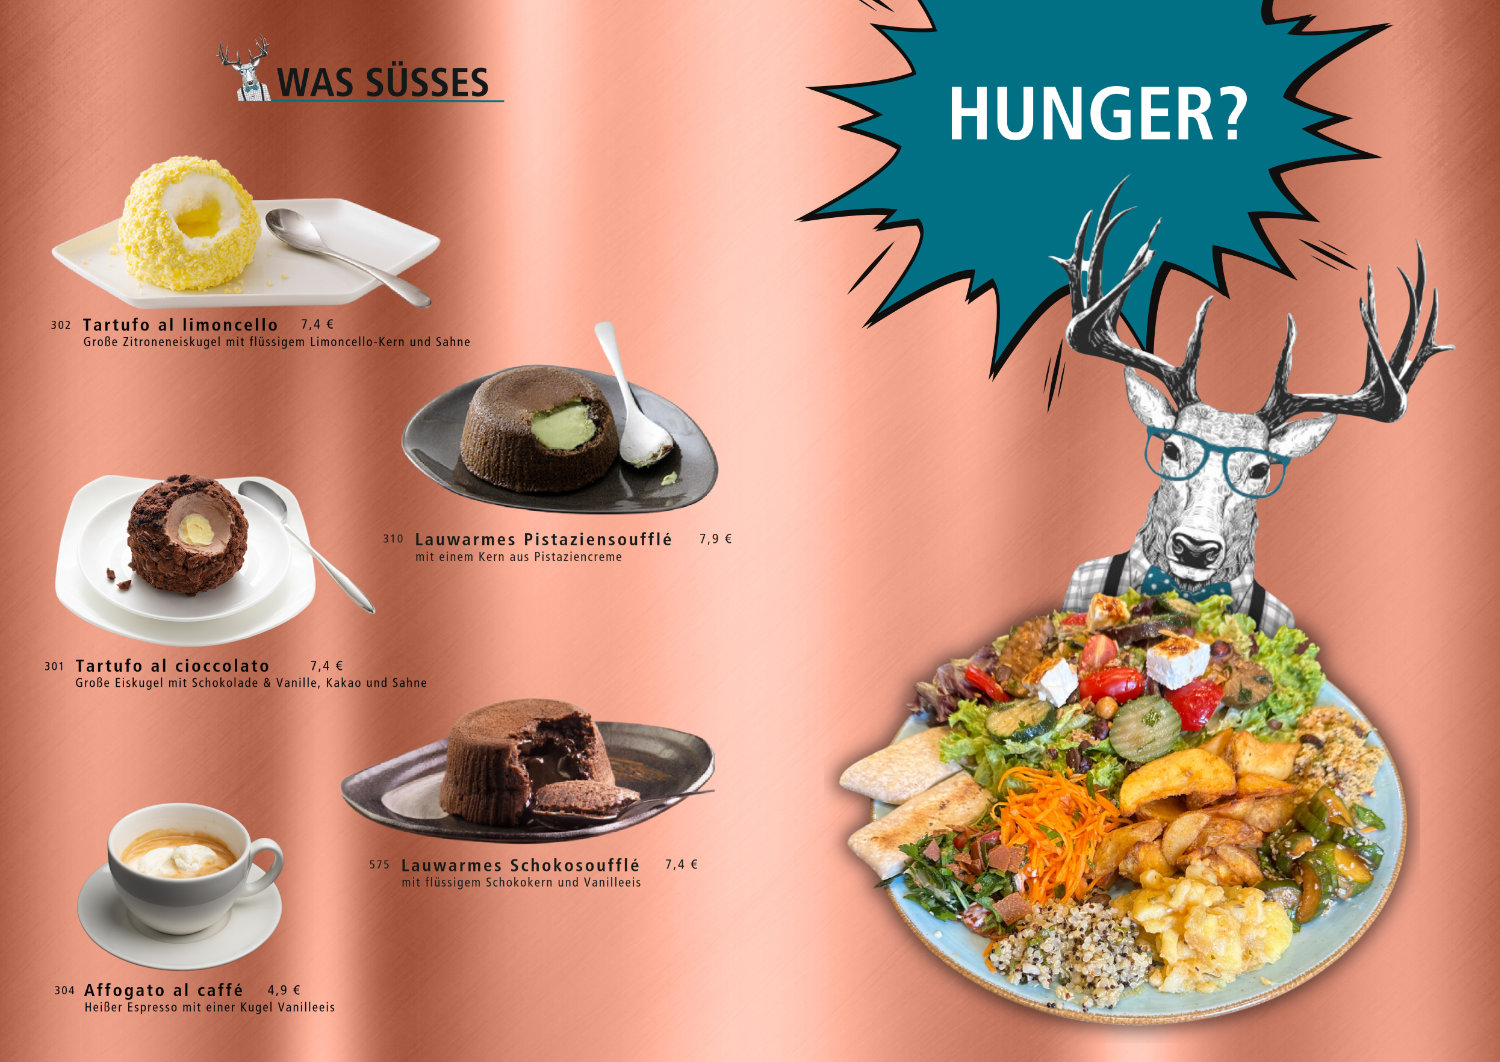 WAS SÜSSES
302 Tartufo al limoncello 7,4 €
Große Zitroneneiskugel mit flüssigem Limoncello-Kern und Sahne
310 Lauwarmes Pistaziensoufflé 7,9 €
mit einem Kern aus Pistaziencreme
301 Tartufo al cioccolato 7,4 €
Große Eiskugel mit Schokolade & Vanille, Kakao und Sahne
575 Lauwarmes Schokosoufflé 7,4 €
mit flüssigem Schokokern und Vanilleeis
304 Affogato al caffé 4,9 €
Heißer Espresso mit einer Kugel Vanilleeis
HUNGER?